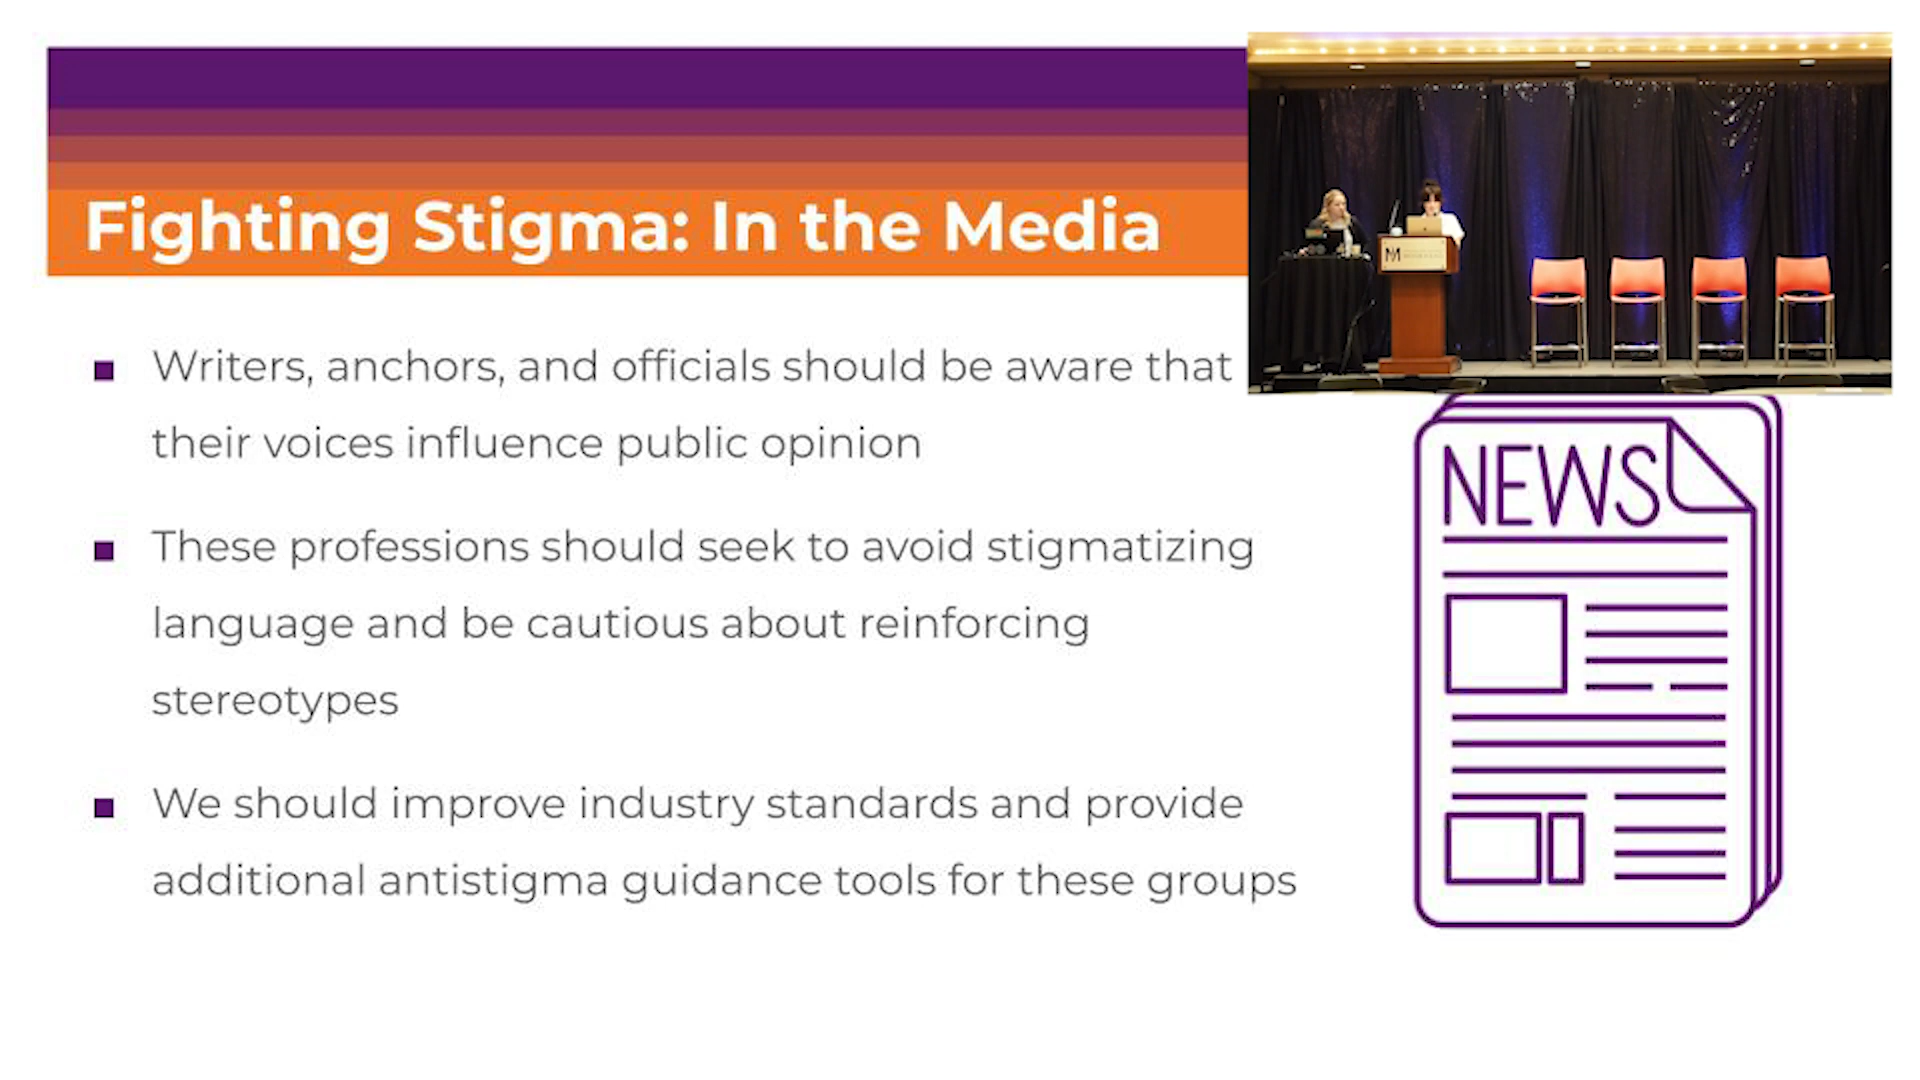 Fighting Stigma: In the Media
Writers, anchors, and officials should be aware that
their voices influence public opinion
These professions should seek to avoid stigmatizing
language and be cautious about reinforcing
stereotypes
We should improve industry standards and provide
additional antistigma guidance tools for these groups
NEWS